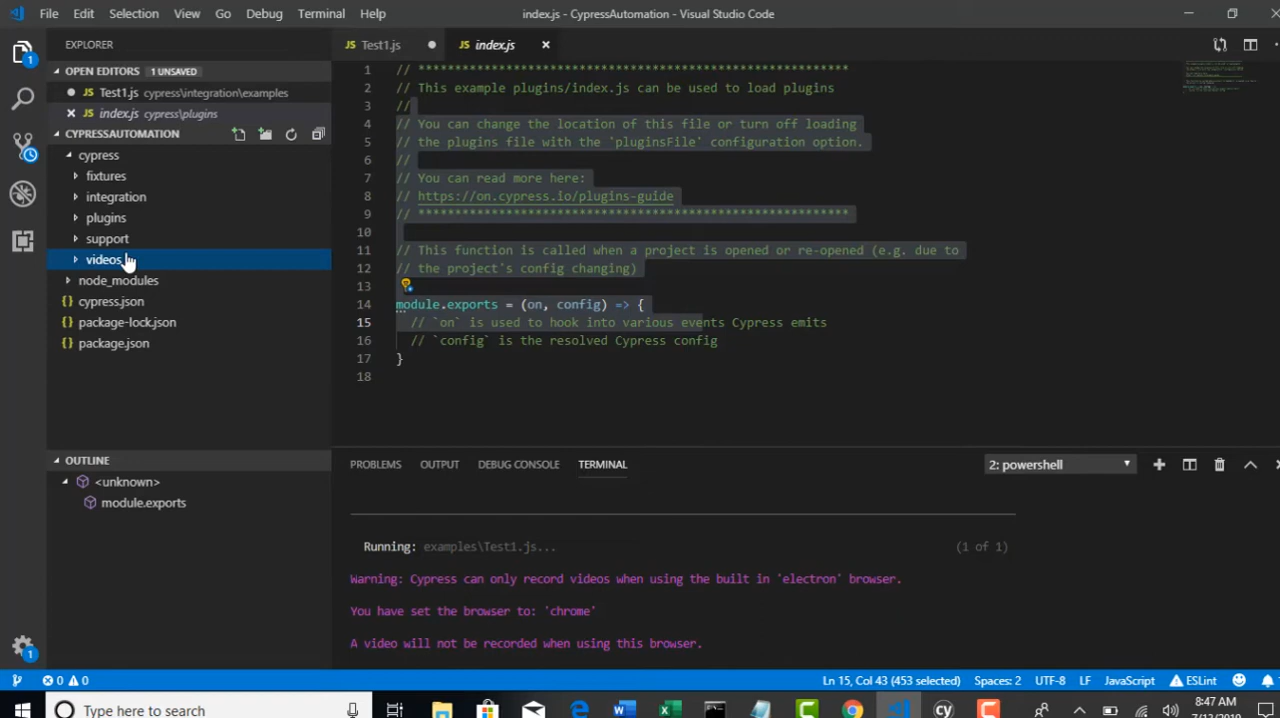 File Edit Selection View Go Debug Terminal Help
index.js - CypressAutomation - Visual Studio Code
EXPLORER
OPEN EDITORS 1 UNSAVED
Test1.js cypress\integration\examples
index.js cypress\plugins
CYPRESSAUTOMATION
cypress
fixtures
integration
plugins
support
videos
node_modules
cypress.json
package-lock.json
package.json
OUTLINE
<unknown>
module.exports
JS Test1.js
JS index.js
1 // ***********************************************************
2 // This example plugins/index.js can be used to load plugins
3 //
4 // You can change the location of this file or turn off loading
5 // the plugins file with the 'pluginsFile' configuration option.
6 //
7 // You can read more here:
8 // https://on.cypress.io/plugins-guide
9 // ***********************************************************
10
11 // This function is called when a project is opened or re-opened (e.g. due to
12 // the project's config changing)
13
14 module.exports = (on, config) => {
15 // `on` is used to hook into various events Cypress emits
16 // `config` is the resolved Cypress config
17 }
18
PROBLEMS OUTPUT DEBUG CONSOLE TERMINAL
2: powershell
Running: examples\Test1.js... (1 of 1)
Warning: Cypress can only record videos when using the built in 'electron' browser.
You have set the browser to: 'chrome'
A video will not be recorded when using this browser.
0 0
Ln 15, Col 43 (453 selected) Spaces: 2 UTF-8 LF JavaScript ESLint
Type here to search
8:47 AM